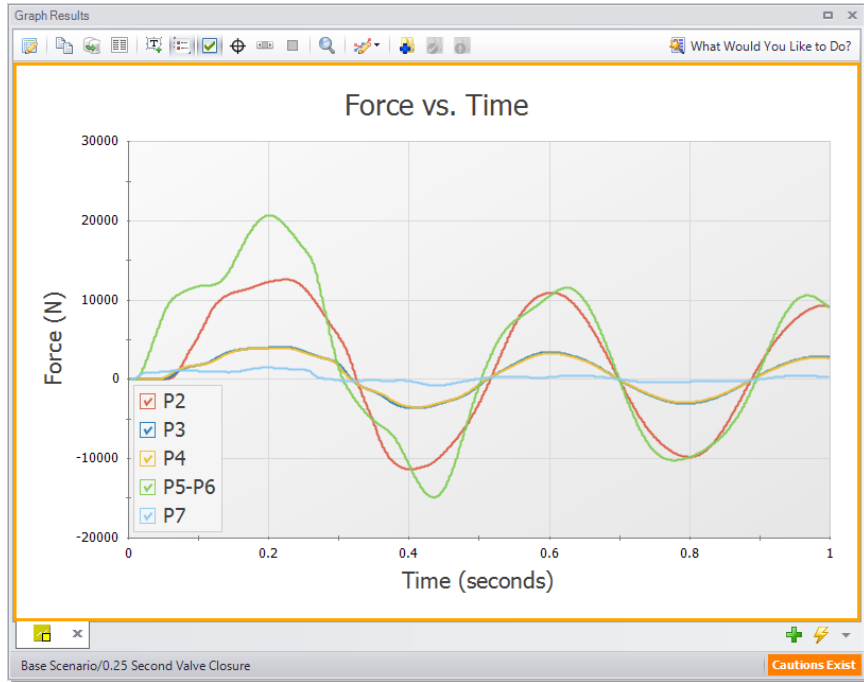 Graph Results
What Would You Like to Do?
Force vs. Time
Force (N)
30000
20000
10000
0
-10000
-20000
P2
P3
P4
P5-P6
P7
0 0.2 0.4 0.6 0.8 1
Time (seconds)
Base Scenario/0.25 Second Valve Closure
Cautions Exist